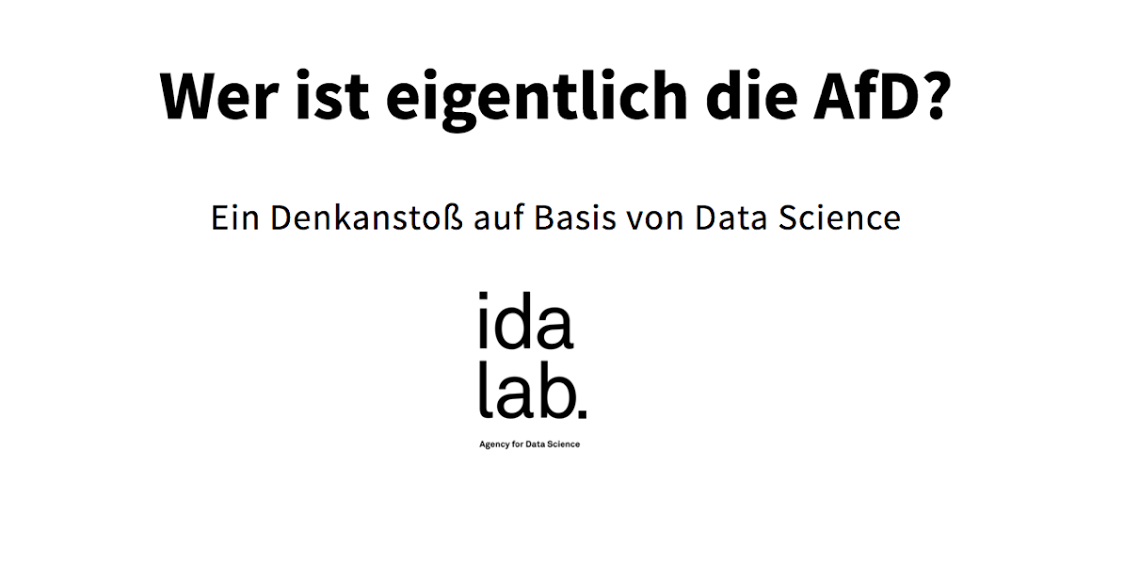 Wer ist eigentlich die AfD?
Ein Denkanstoß auf Basis von Data Science
ida
lab.
Agency for Data Science